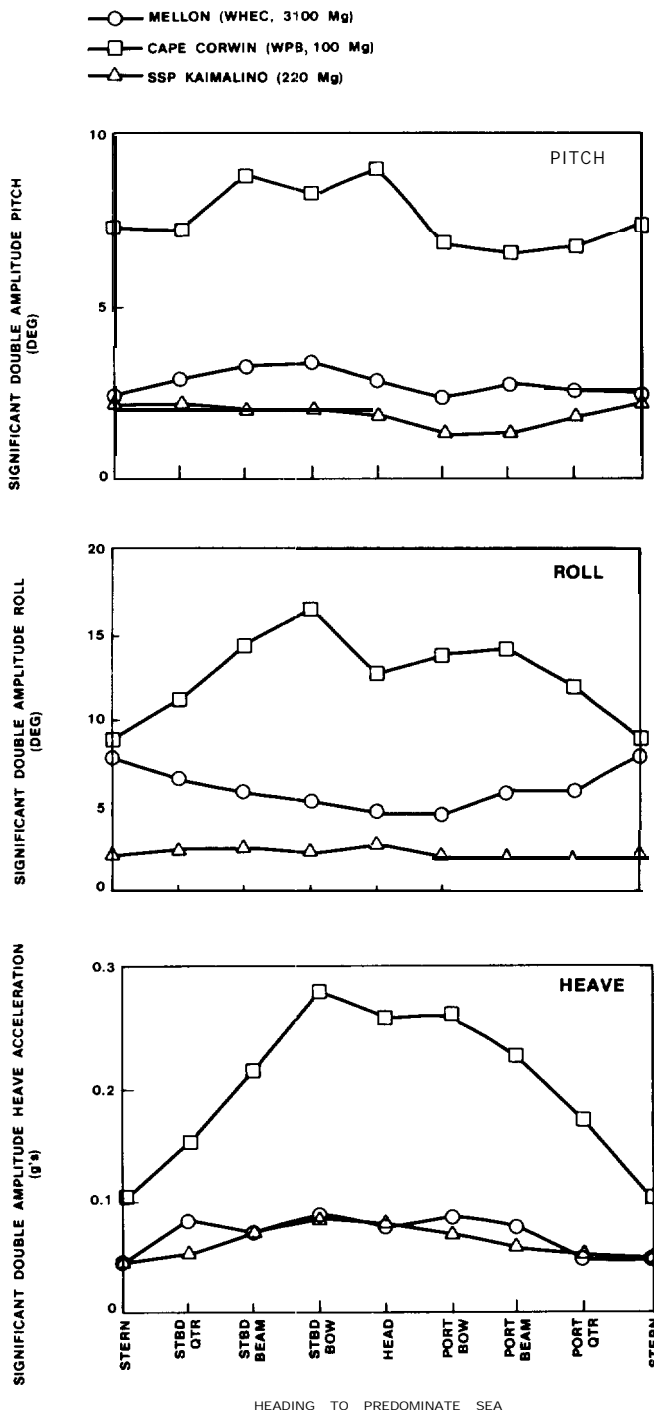 MELLON (WHEC, 3100 Mg)
CAPE CORWIN (WPB, 100 Mg)
SSP KAIMALINO (220 Mg)
SIGNIFICANT DOUBLE AMPLITUDE PITCH
(DEG)
10
5
0
PITCH
SIGNIFICANT DOUBLE AMPLITUDE ROLL
(DEG)
20
15
10
5
0
ROLL
SIGNIFICANT DOUBLE AMPLITUDE HEAVE ACCELERATION
(g's)
0.3
0.2
0.1
0
HEAVE
STERN
STBD
QTR
STBD
BEAM
STBD
BOW
HEAD
PORT
BOW
PORT
BEAM
PORT
QTR
STERN
HEADING TO PREDOMINATE SEA